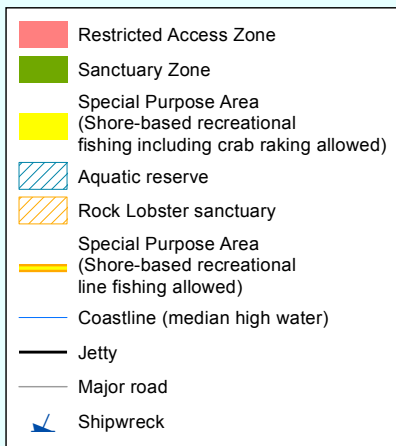 Restricted Access Zone
Sanctuary Zone
Special Purpose Area
(Shore-based recreational
fishing including crab raking allowed)
Aquatic reserve
Rock Lobster sanctuary
Special Purpose Area
(Shore-based recreational
line fishing allowed)
Coastline (median high water)
Jetty
Major road
Shipwreck